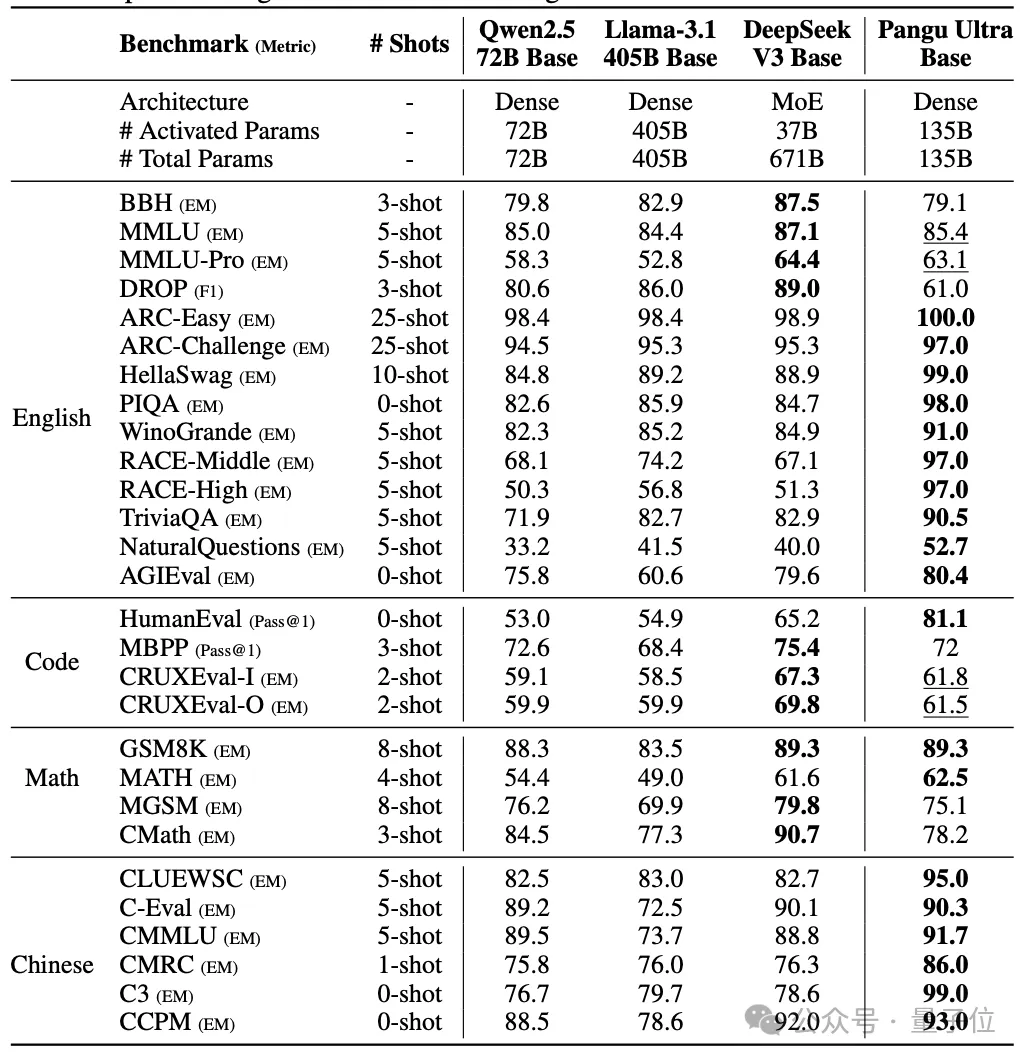 Benchmark (Metric) # Shots Qwen2.5 72B Base Llama-3.1 405B Base DeepSeek V3 Base Pangu Ultra Base
Architecture - Dense Dense MoE Dense
# Activated Params - 72B 405B 37B 135B
# Total Params - 72B 405B 671B 135B
English
BBH (EM) 3-shot 79.8 82.9 87.5 79.1
MMLU (EM) 5-shot 85.0 84.4 87.1 85.4
MMLU-Pro (EM) 5-shot 58.3 52.8 64.4 63.1
DROP (F1) 3-shot 80.6 86.0 89.0 61.0
ARC-Easy (EM) 25-shot 98.4 98.4 98.9 100.0
ARC-Challenge (EM) 25-shot 94.5 95.3 95.3 97.0
HellaSwag (EM) 10-shot 84.8 89.2 88.9 99.0
PIQA (EM) 0-shot 82.6 85.9 84.7 98.0
WinoGrande (EM) 5-shot 82.3 85.2 84.9 91.0
RACE-Middle (EM) 5-shot 68.1 74.2 67.1 97.0
RACE-High (EM) 5-shot 50.3 56.8 51.3 97.0
TriviaQA (EM) 5-shot 71.9 82.7 82.9 90.5
NaturalQuestions (EM) 5-shot 33.2 41.5 40.0 52.7
AGIEval (EM) 0-shot 75.8 60.6 79.6 80.4
Code
HumanEval (Pass@1) 0-shot 53.0 54.9 65.2 81.1
MBPP (Pass@1) 3-shot 72.6 68.4 75.4 72
CRUXEval-I (EM) 2-shot 59.1 58.5 67.3 61.8
CRUXEval-O (EM) 2-shot 59.9 59.9 69.8 61.5
Math
GSM8K (EM) 8-shot 88.3 83.5 89.3 89.3
MATH (EM) 4-shot 54.4 49.0 61.6 62.5
MGSM (EM) 8-shot 76.2 69.9 79.8 75.1
CMath (EM) 3-shot 84.5 77.3 90.7 78.2
Chinese
CLUEWSC (EM) 5-shot 82.5 83.0 82.7 95.0
C-Eval (EM) 5-shot 89.2 72.5 90.1 90.3
CMMLU (EM) 5-shot 89.5 73.7 88.8 91.7
CMRC (EM) 1-shot 75.8 76.0 76.3 86.0
C3 (EM) 0-shot 76.7 79.7 78.6 99.0
CCPM (EM) 0-shot 88.5 78.6 92.0 93.0
公众号 · 量子位